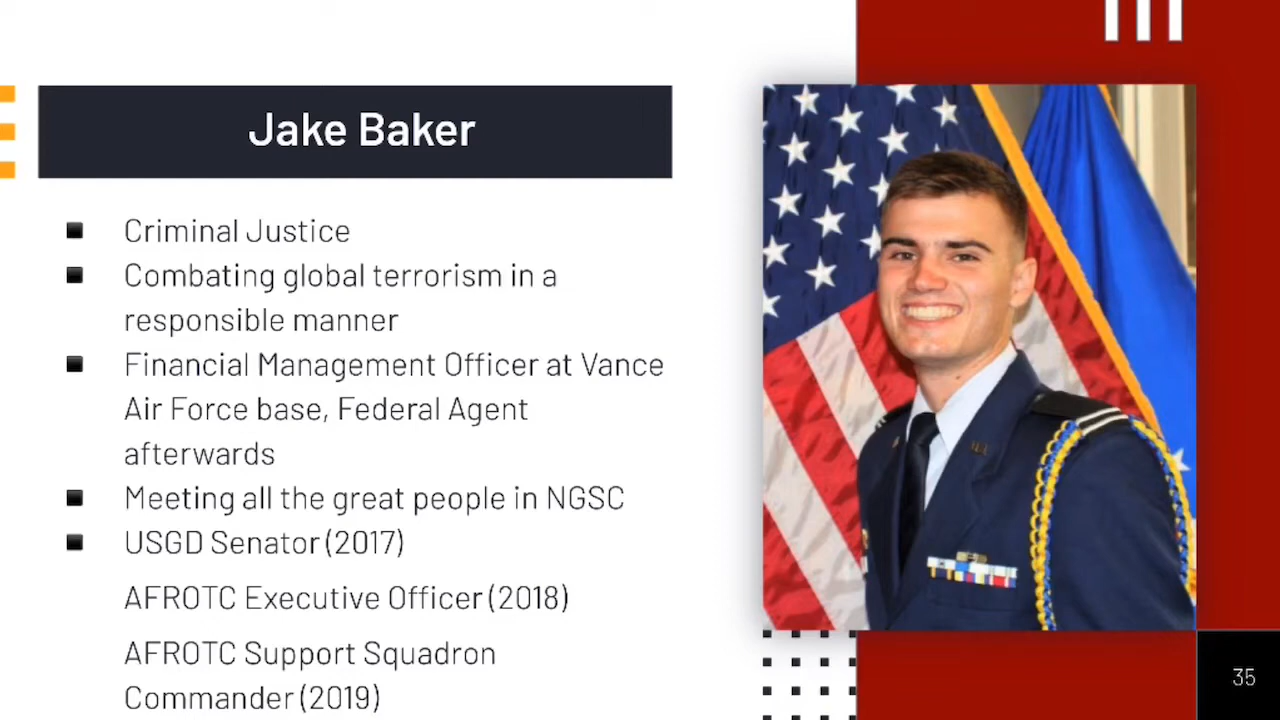 Jake Baker
Criminal Justice
Combating global terrorism in a
responsible manner
Financial Management Officer at Vance
Air Force base, Federal Agent
afterwards
Meeting all the great people in NGSC
USGD Senator (2017)
AFROTC Executive Officer (2018)
AFROTC Support Squadron
Commander (2019)
35